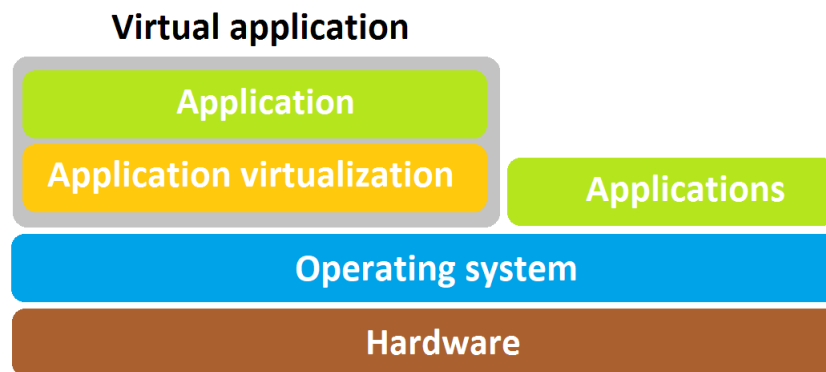 Virtual application
Application
Application virtualization
Applications
Operating system
Hardware